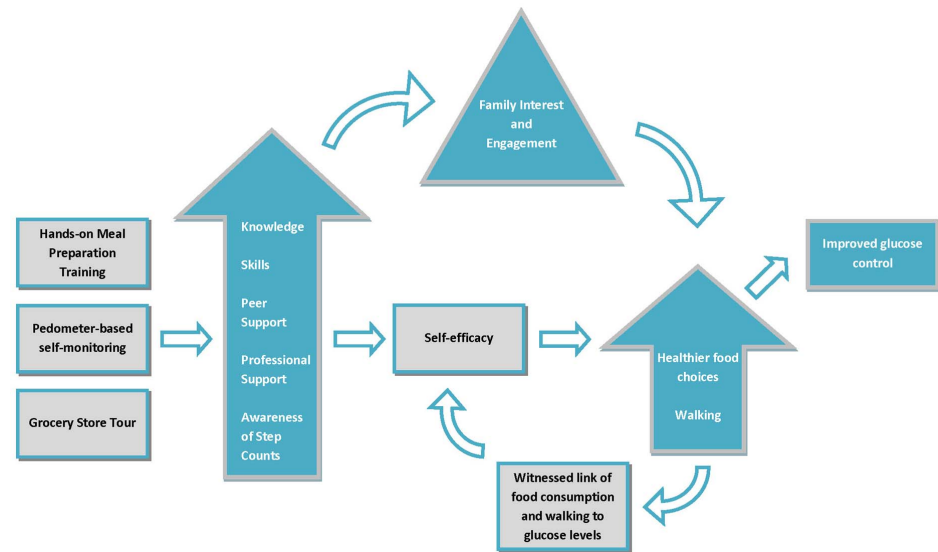 Family Interest
and
Engagement
Hands-on Meal
Preparation
Training
Pedometer-based
self-monitoring
Grocery Store Tour
Knowledge
Skills
Peer
Support
Professional
Support
Awareness
of Step
Counts
Self-efficacy
Healthier food
choices
Walking
Improved glucose
control
Witnessed link of
food consumption
and walking to
glucose levels